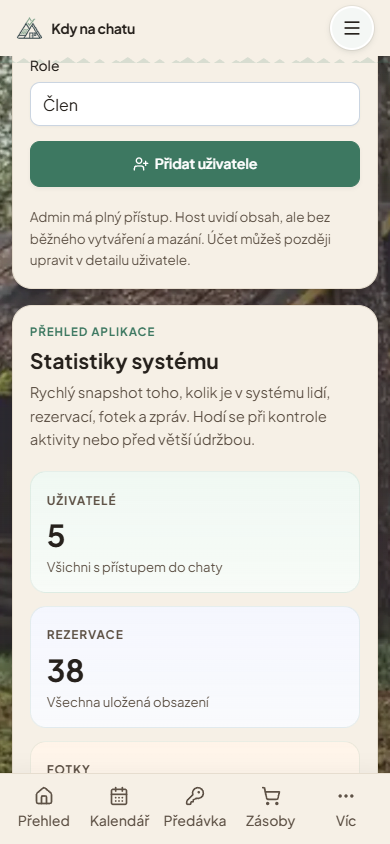 Kdy na chatu
Role
Člen
Přidat uživatele
Admin má plný přístup. Host uvidí obsah, ale bez
běžného vytváření a mazání. Účet můžeš později
upravit v detailu uživatele.
PŘEHLED APLIKACE
Statistiky systému
Rychlý snapshot toho, kolik je v systému lidí,
rezervací, fotek a zpráv. Hodí se při kontrole
aktivity nebo před větší údržbou.
UŽIVATELÉ
5
Všichni s přístupem do chaty
REZERVACE
38
Všechna uložená obsazení
FOTKY
Přehled
Kalendář
Předávka
Zásoby
Víc